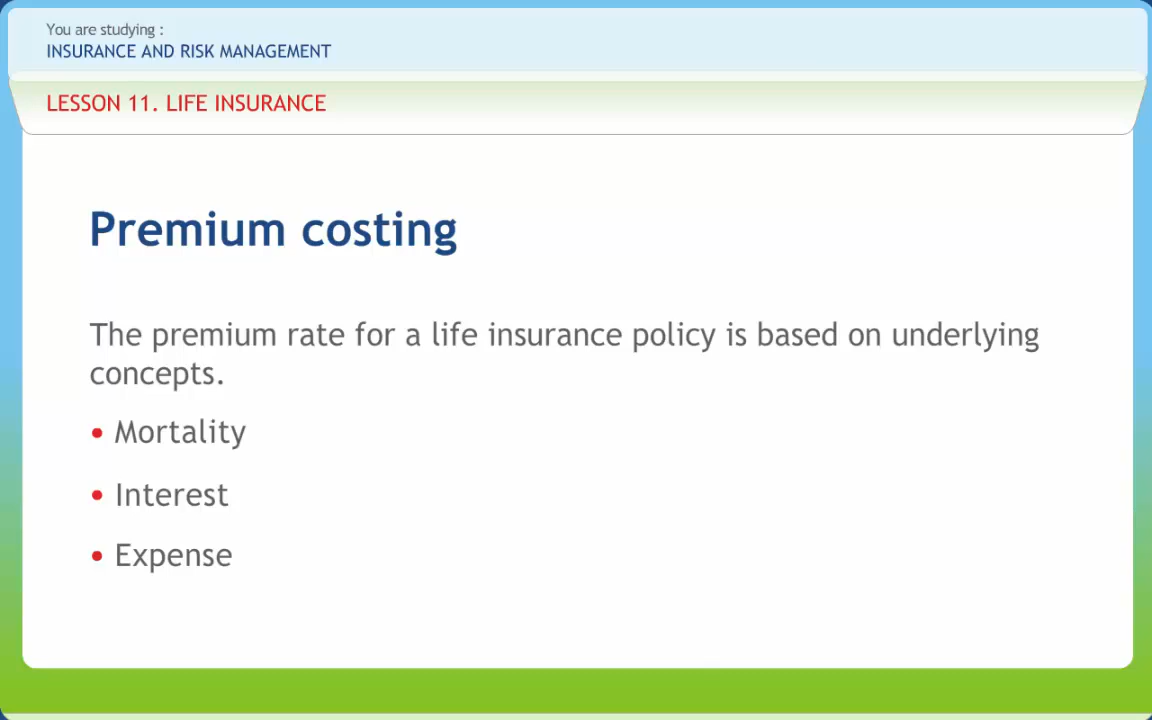 You are studying :
INSURANCE AND RISK MANAGEMENT
LESSON 11. LIFE INSURANCE
Premium costing
The premium rate for a life insurance policy is based on underlying
concepts.
• Mortality
• Interest
• Expense